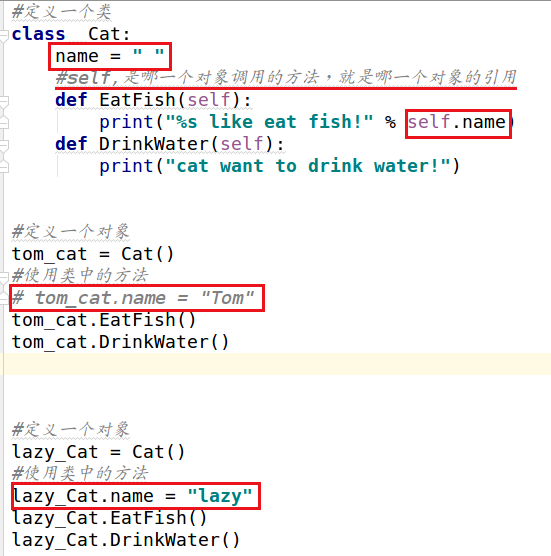 #定义一个类
class Cat:
    name = " "
    #self,是哪一个对象调用的方法，就是哪一个对象的引用
    def EatFish(self):
        print("%s like eat fish!" % self.name)
    def DrinkWater(self):
        print("cat want to drink water!")
#定义一个对象
tom_cat = Cat()
#使用类中的方法
# tom_cat.name = "Tom"
tom_cat.EatFish()
tom_cat.DrinkWater()
#定义一个对象
lazy_Cat = Cat()
#使用类中的方法
lazy_Cat.name = "lazy"
lazy_Cat.EatFish()
lazy_Cat.DrinkWater()